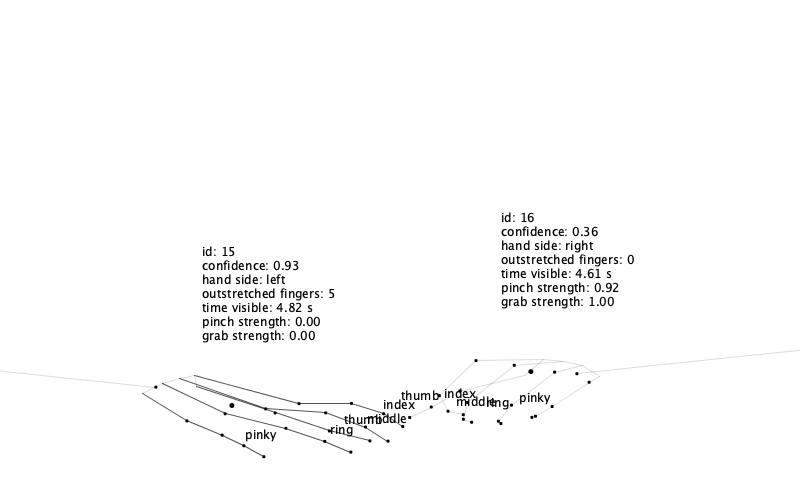 id: 15
confidence: 0.93
hand side: left
outstretched fingers: 5
time visible: 4.82 s
pinch strength: 0.00
grab strength: 0.00
id: 16
confidence: 0.36
hand side: right
outstretched fingers: 0
time visible: 4.61 s
pinch strength: 0.92
grab strength: 1.00
thumb
index
middle
ring
pinky
thumb
index
middle
ring
pinky